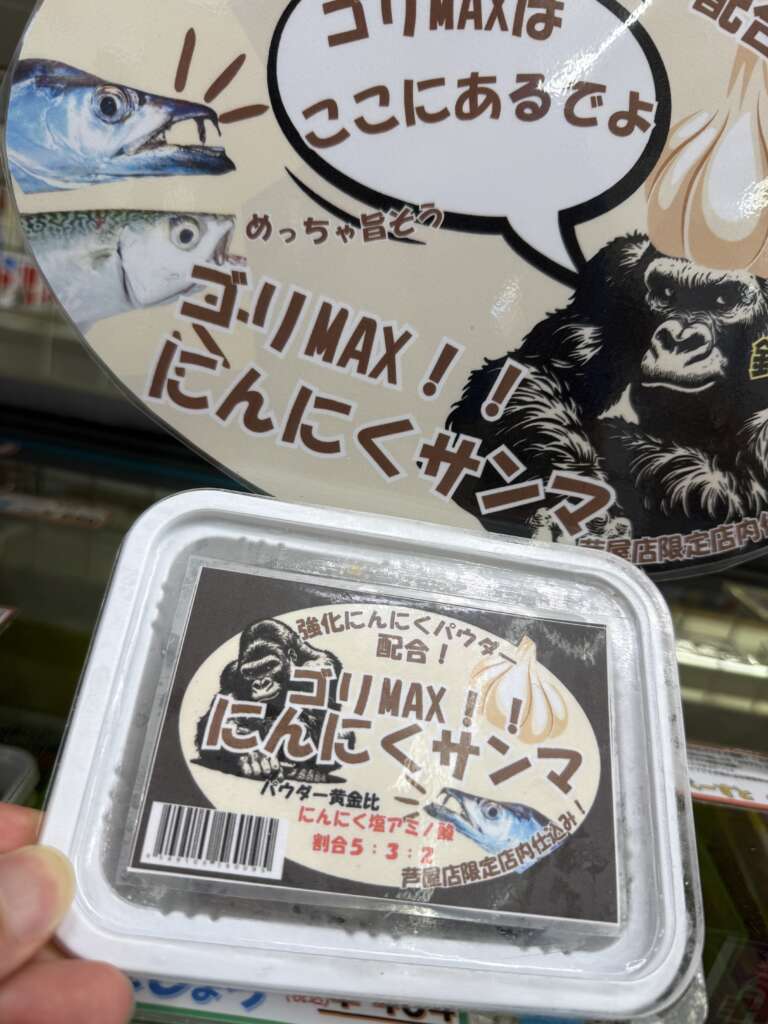 ゴリMAXは
ここにあるでよ
配合
めっちゃ旨そう
ゴリMAX！！
にんにくサンマ
芦屋店限定店内仕
強化にんにくパウダー
配合！
ゴリMAX！！
にんにくサンマ
パウダー黄金比
にんにく塩アミノ酸
割合5：3：2
芦屋店限定店内仕込み！